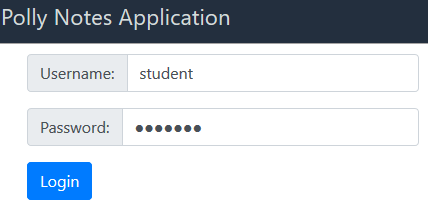 Polly Notes Application
Username: student
Password: •••••••
Login